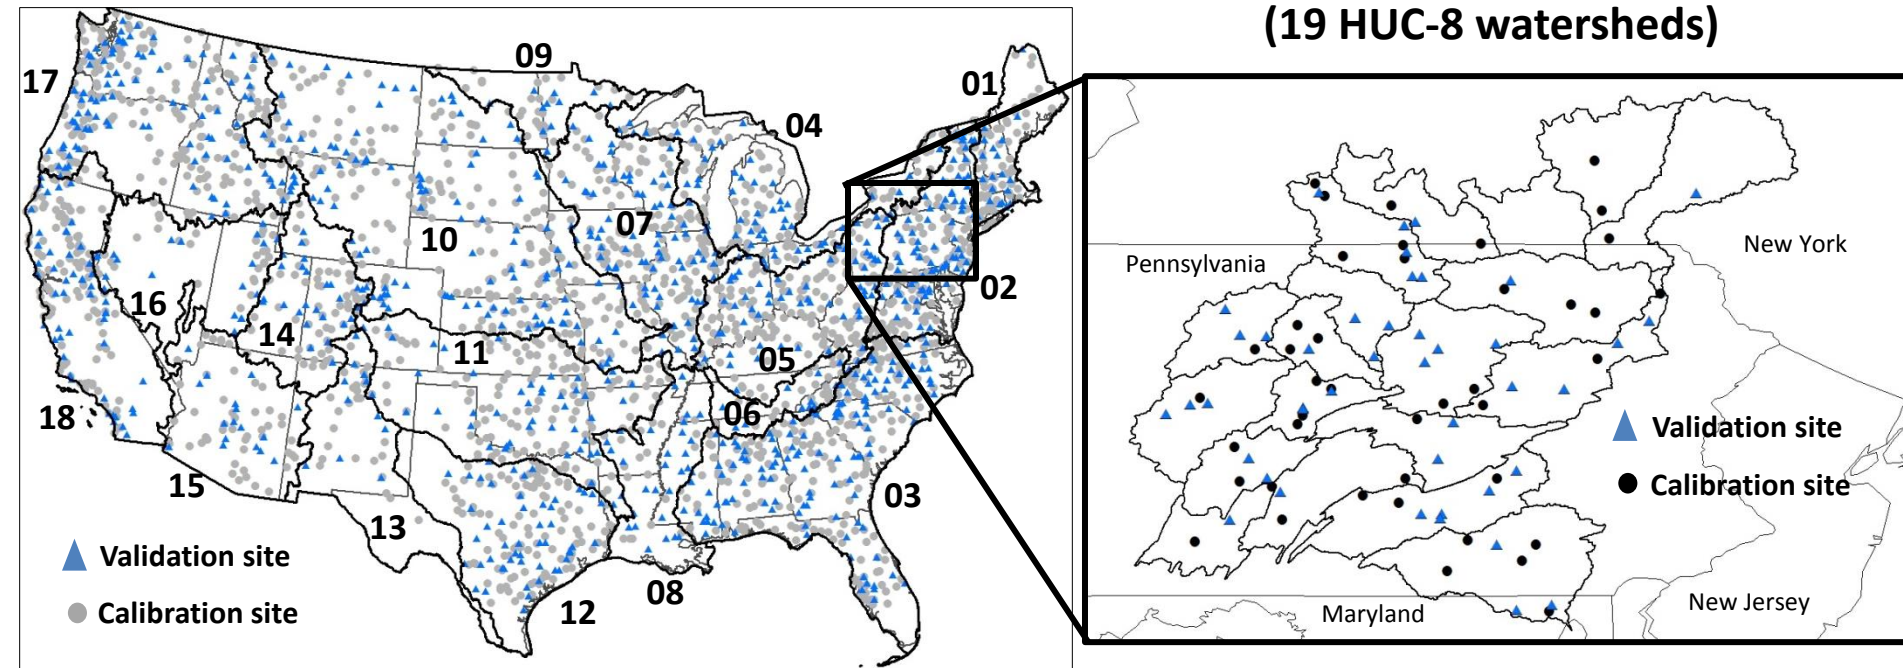 (19 HUC-8 watersheds)
09
17
01
04
07
10
02
16
14
11
05
06
18
15
03
13
08
12
Validation site
Calibration site
New York
Pennsylvania
Validation site
Calibration site
New Jersey
Maryland